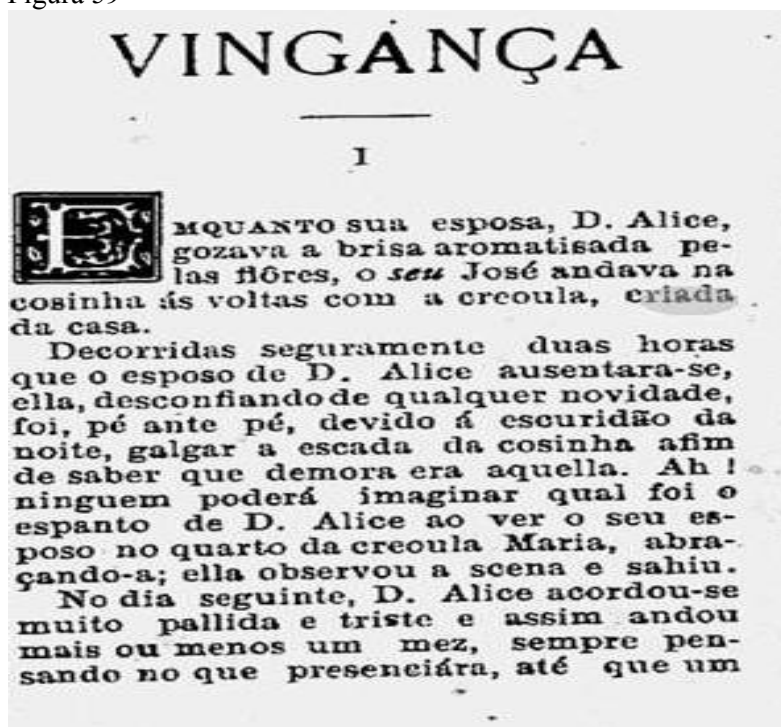 Figura 39
VINGANÇA
I
EMQUANTO sua esposa, D. Alice,
gozava a brisa aromatisada pe-
las flôres, o seu José andava na
cosinha ás voltas com a creoula, criada
da casa.
Decorridas seguramente duas horas
que o esposo de D. Alice ausentara-se,
ella, desconfiando de qualquer novidade,
foi, pé ante pé, devido á escuridão da
noite, galgar a escada da cosinha afim
de saber que demora era aquella. Ah !
ninguem poderá imaginar qual foi o
espanto de D. Alice ao ver o seu es-
poso no quarto da creoula Maria, abra-
çando-a; ella observou a scena e sahiu.
No dia seguinte, D. Alice acordou-se
muito pallida e triste e assim andou
mais ou menos um mez, sempre pen-
sando no que presenciára, até que um